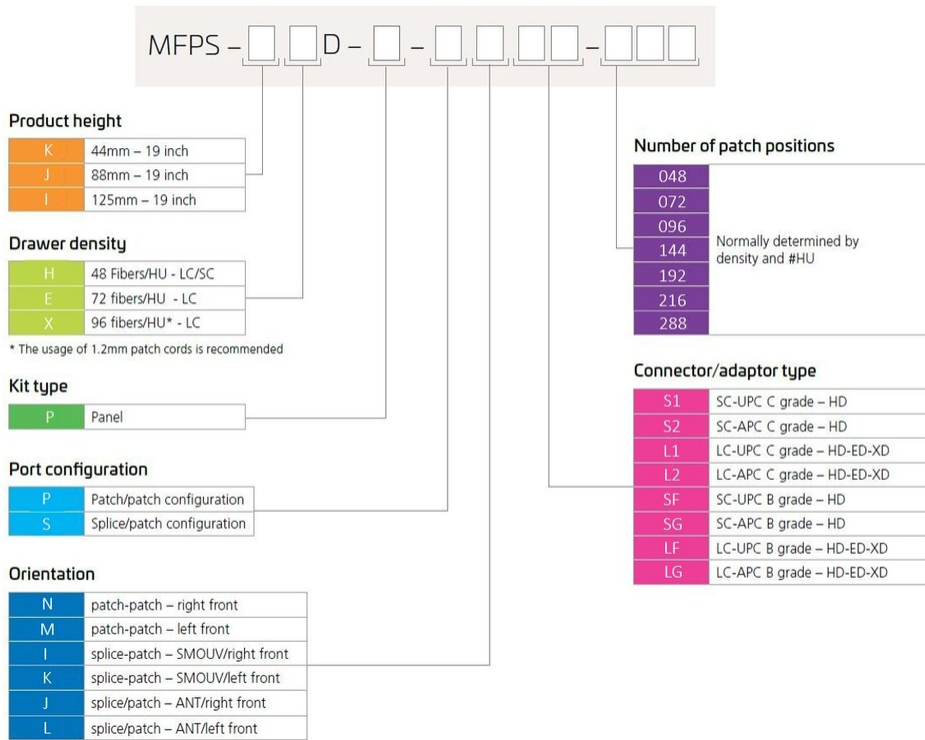 MFPS – D – – –
Product height
K 44mm – 19 inch
J 88mm – 19 inch
I 125mm – 19 inch
Drawer density
H 48 Fibers/HU - LC/SC
E 72 fibers/HU - LC
X 96 fibers/HU* - LC
* The usage of 1.2mm patch cords is recommended
Kit type
P Panel
Port configuration
P Patch/patch configuration
S Splice/patch configuration
Orientation
N patch-patch – right front
M patch-patch – left front
I splice-patch – SMOUV/right front
K splice-patch – SMOUV/left front
J splice/patch – ANT/right front
L splice/patch – ANT/left front
Number of patch positions
048
072
096
144
192
216
288
Normally determined by
density and #HU
Connector/adaptor type
S1 SC-UPC C grade – HD
S2 SC-APC C grade – HD
L1 LC-UPC C grade – HD-ED-XD
L2 LC-APC C grade – HD-ED-XD
SF SC-UPC B grade – HD
SG SC-APC B grade – HD
LF LC-UPC B grade – HD-ED-XD
LG LC-APC B grade – HD-ED-XD